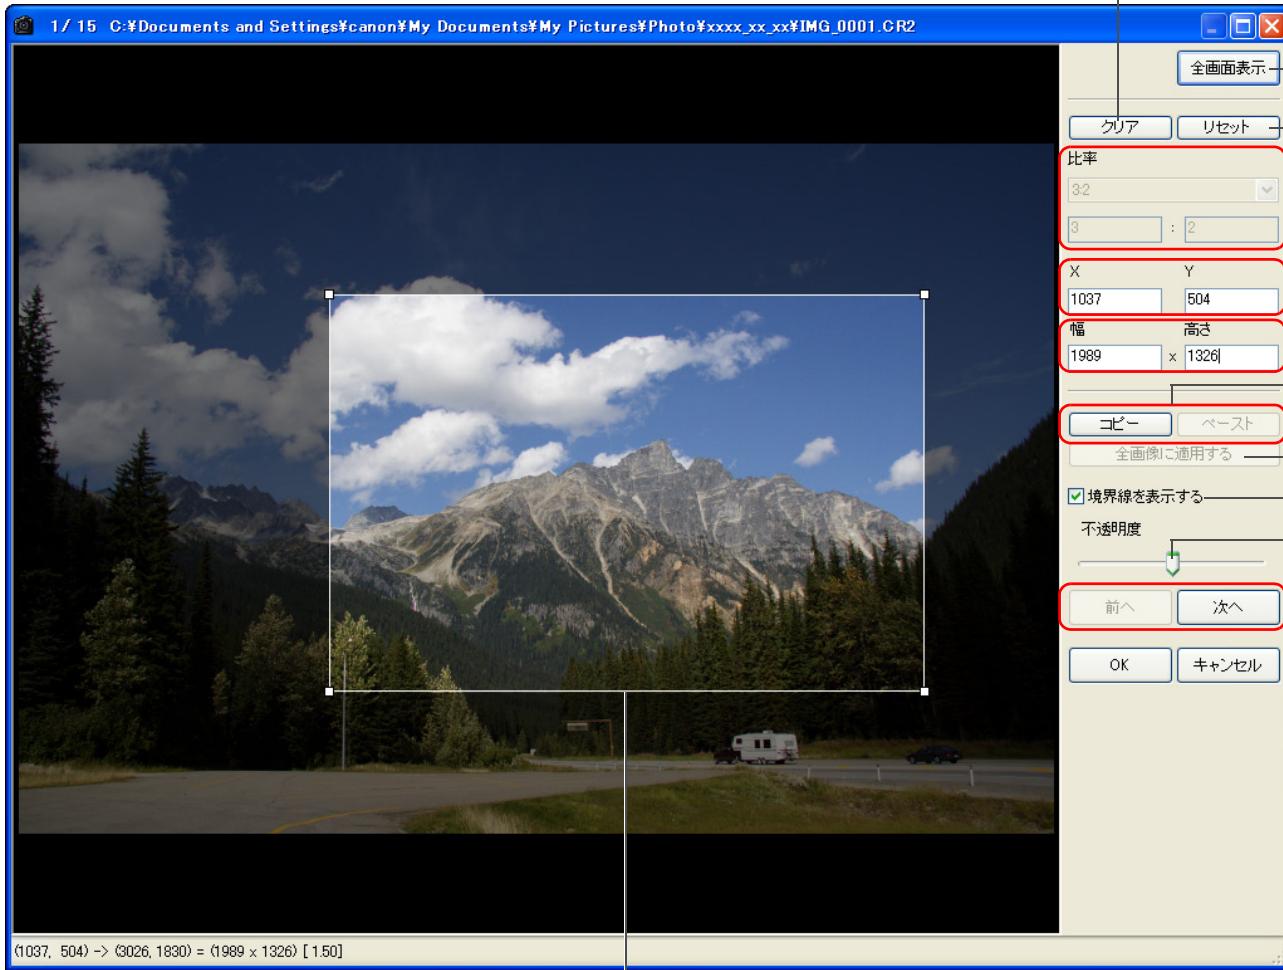 1/ 15 C:¥Documents and Settings¥canon¥My Documents¥My Pictures¥Photo¥xxxx_xx_xx¥IMG_0001.CR2
全画面表示
クリア リセット
比率
3:2
3 : 2
X Y
1037 504
幅 高さ
1989 x 1326
コピー ペースト
全画像に適用する
境界線を表示する
不透明度
前へ 次へ
OK キャンセル
(1037, 504) -> (3026, 1830) = (1989 x 1326) [ 1.50]